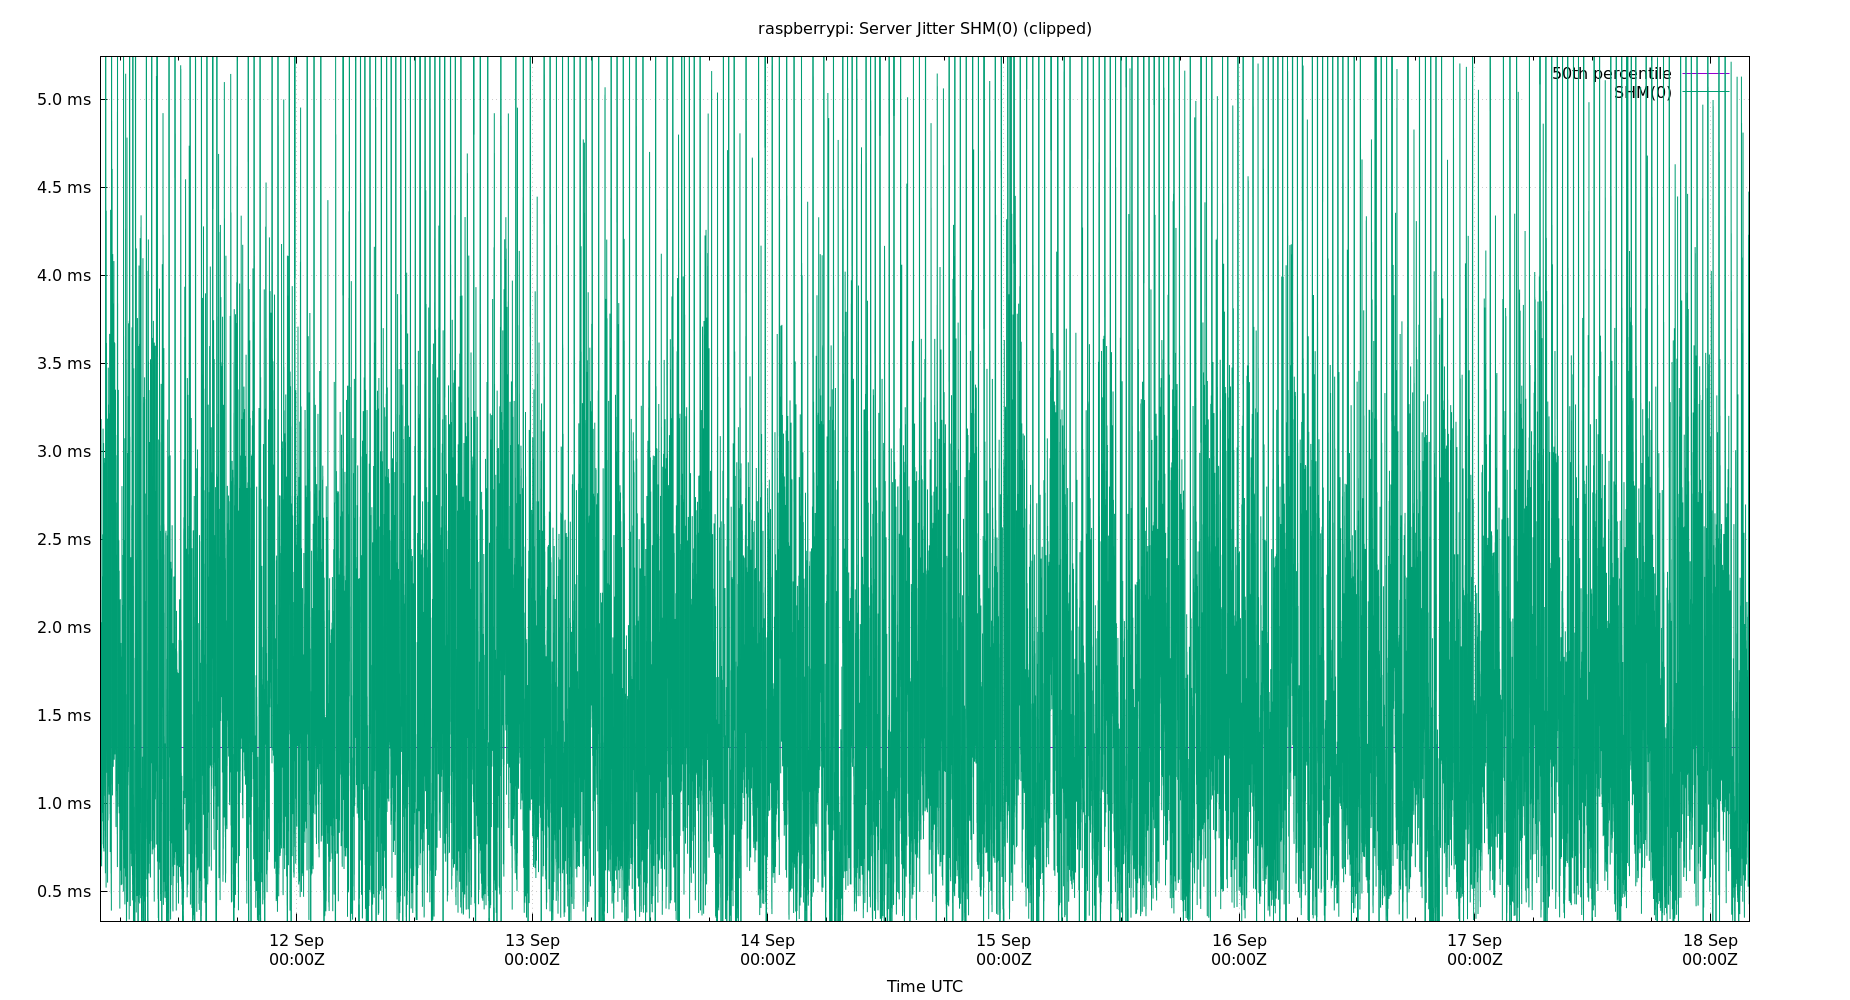 raspberrypi: Server Jitter SHM(0) (clipped)
50th percentile
SHM(0)
5.0 ms
4.5 ms
4.0 ms
3.5 ms
3.0 ms
2.5 ms
2.0 ms
1.5 ms
1.0 ms
0.5 ms
12 Sep 13 Sep 14 Sep 15 Sep 16 Sep 17 Sep 18 Sep
00:00Z 00:00Z 00:00Z 00:00Z 00:00Z 00:00Z 00:00Z
Time UTC